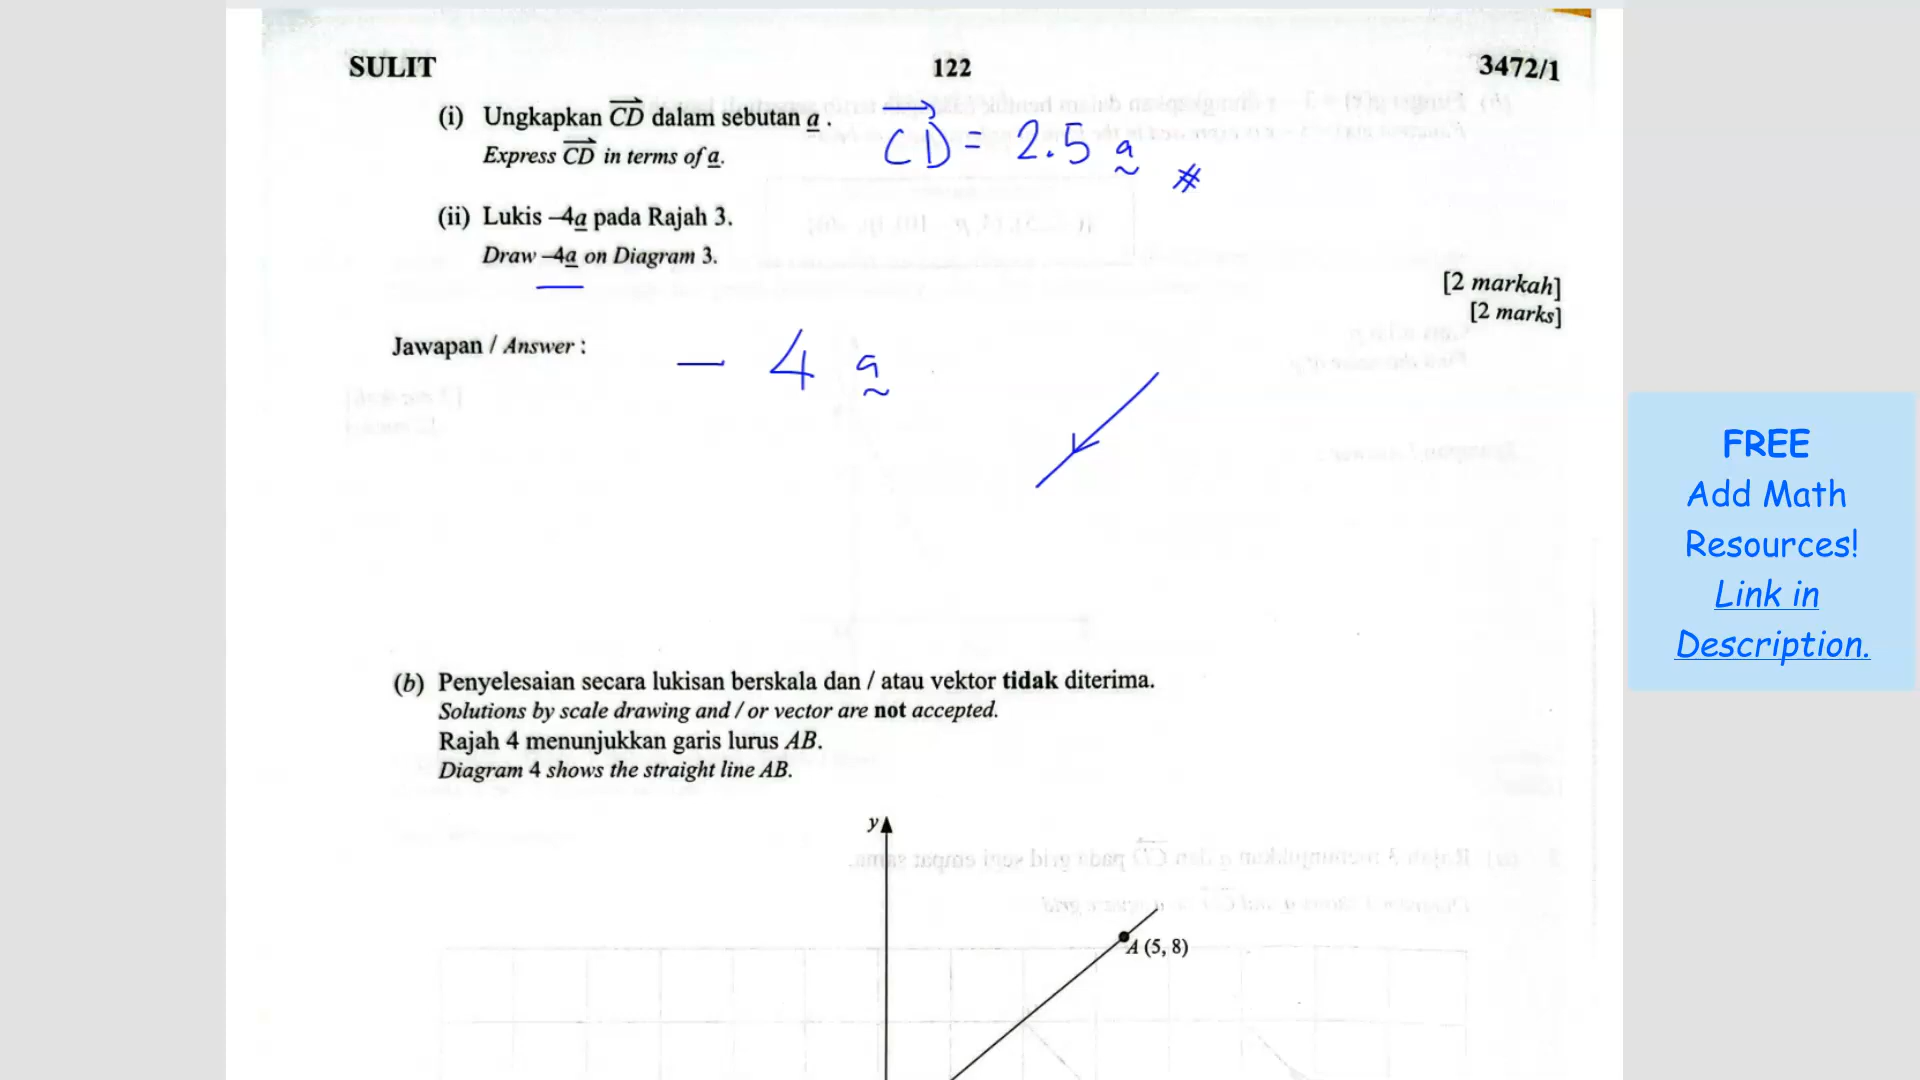 SULIT 122 3472/1
(i) Ungkapkan CD dalam sebutan a .
Express CD in terms of a.
CD = 2.5 a #
(ii) Lukis –4a pada Rajah 3.
Draw –4a on Diagram 3.
[2 markah]
[2 marks]
Jawapan / Answer :
– 4 a
(b) Penyelesaian secara lukisan berskala dan / atau vektor tidak diterima.
Solutions by scale drawing and / or vector are not accepted.
Rajah 4 menunjukkan garis lurus AB.
Diagram 4 shows the straight line AB.
y
A (5, 8)
FREE
Add Math
Resources!
Link in
Description.